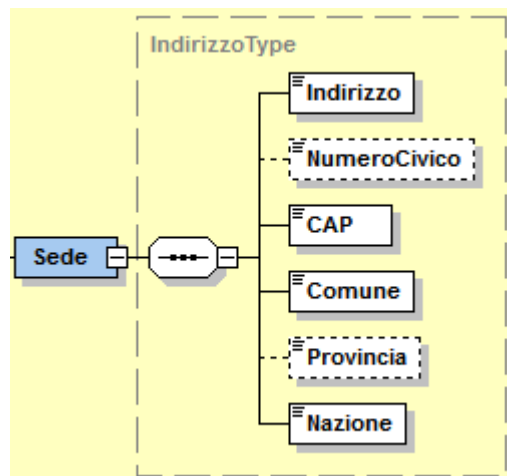 IndirizzoType
Indirizzo
NumeroCivico
CAP
Sede
Comune
Provincia
Nazione